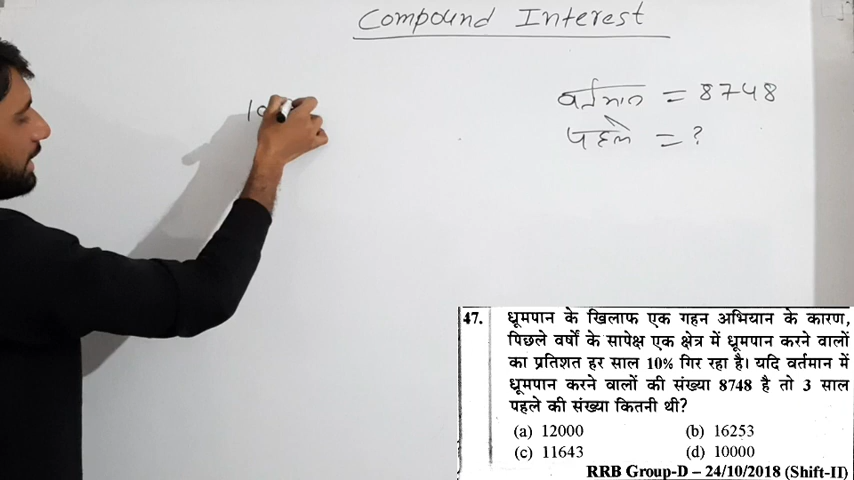 Compound Interest
वर्तमान = 8748
पहले = ?
10
47. धूमपान के खिलाफ एक गहन अभियान के कारण,
पिछले वर्षों के सापेक्ष एक क्षेत्र में धूमपान करने वालों
का प्रतिशत हर साल 10% गिर रहा है। यदि वर्तमान में
धूमपान करने वालों की संख्या 8748 है तो 3 साल
पहले की संख्या कितनी थी?
(a) 12000 (b) 16253
(c) 11643 (d) 10000
RRB Group-D – 24/10/2018 (Shift-II)